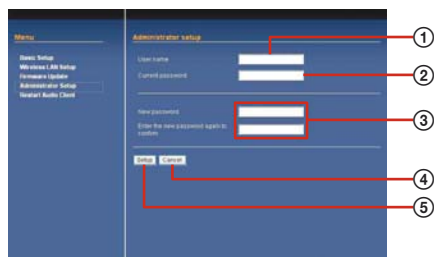 Menu
Basic Setup
Wireless LAN Setup
Firmware Update
Administrator Setup
Restart Audio Client
Administrator setup
User name
Current password
New password
Enter the new password again to
confirm
Setup Cancel
①
②
③
④
⑤